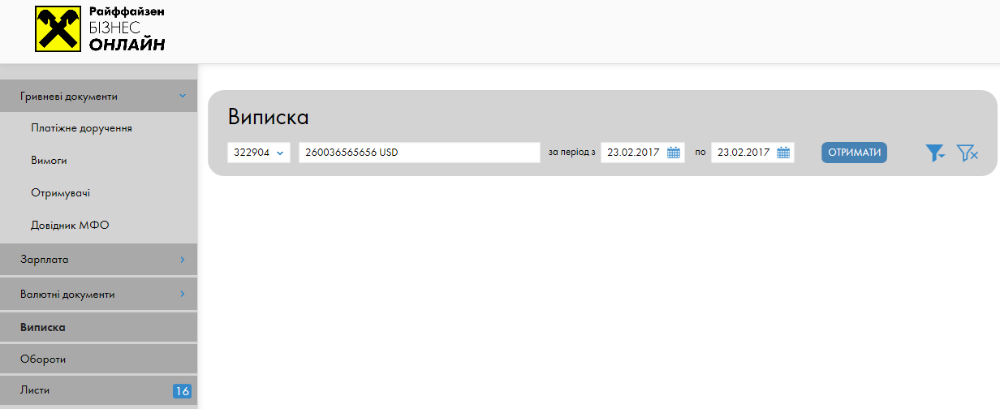 Райффайзен
БІЗНЕС
ОНЛАЙН
Гривневі документи
Платіжне доручення
Вимоги
Отримувачі
Довідник МФО
Зарплата
Валютні документи
Виписка
Обороти
Листи 16
Виписка
322904 260036565656 USD за період з 23.02.2017 по 23.02.2017 ОТРИМАТИ